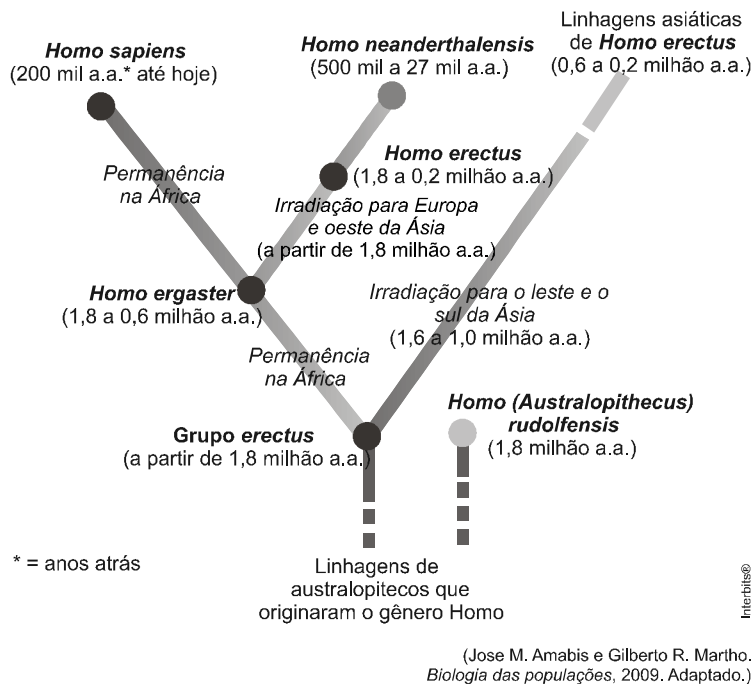 Homo sapiens
(200 mil a.a.* até hoje)
Homo neanderthalensis
(500 mil a 27 mil a.a.)
Linhagens asiáticas
de Homo erectus
(0,6 a 0,2 milhão a.a.)
Permanência
na África
Homo erectus
(1,8 a 0,2 milhão a.a.)
Irradiação para Europa
e oeste da Ásia
(a partir de 1,8 milhão a.a.)
Homo ergaster
(1,8 a 0,6 milhão a.a.)
Irradiação para o leste e o
sul da Ásia
(1,6 a 1,0 milhão a.a.)
Permanência
na África
Homo (Australopithecus)
rudolfensis
(1,8 milhão a.a.)
Grupo erectus
(a partir de 1,8 milhão a.a.)
* = anos atrás
Linhagens de
australopitecos que
originaram o gênero Homo
Interbits®
(Jose M. Amabis e Gilberto R. Martho.
Biologia das populações, 2009. Adaptado.)